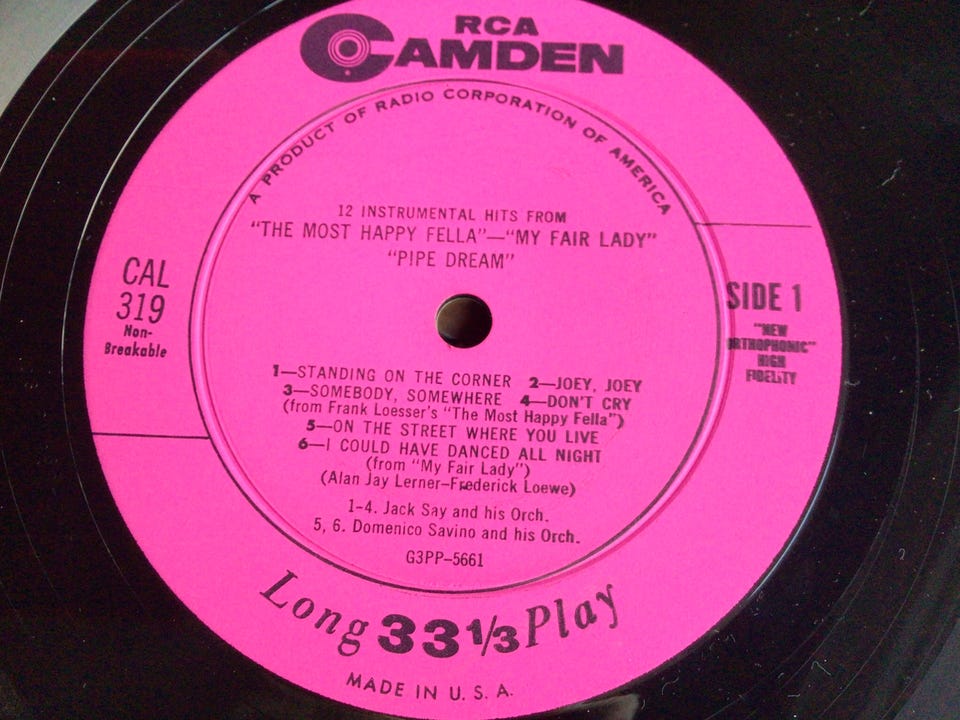 RCA
CAMDEN
A PRODUCT OF RADIO CORPORATION OF AMERICA
12 INSTRUMENTAL HITS FROM
"THE MOST HAPPY FELLA"—"MY FAIR LADY"
"PIPE DREAM"
CAL
319
Non-
Breakable
SIDE 1
"NEW
ORTHOPHONIC"
HIGH
FIDELITY
1—STANDING ON THE CORNER 2—JOEY, JOEY
3—SOMEBODY, SOMEWHERE 4—DON'T CRY
(from Frank Loesser's "The Most Happy Fella")
5—ON THE STREET WHERE YOU LIVE
6—I COULD HAVE DANCED ALL NIGHT
(from "My Fair Lady")
(Alan Jay Lerner–Frederick Loewe)
1-4. Jack Say and his Orch.
5, 6. Domenico Savino and his Orch.
G3PP–5661
Long 33 1/3 Play
MADE IN U. S. A.